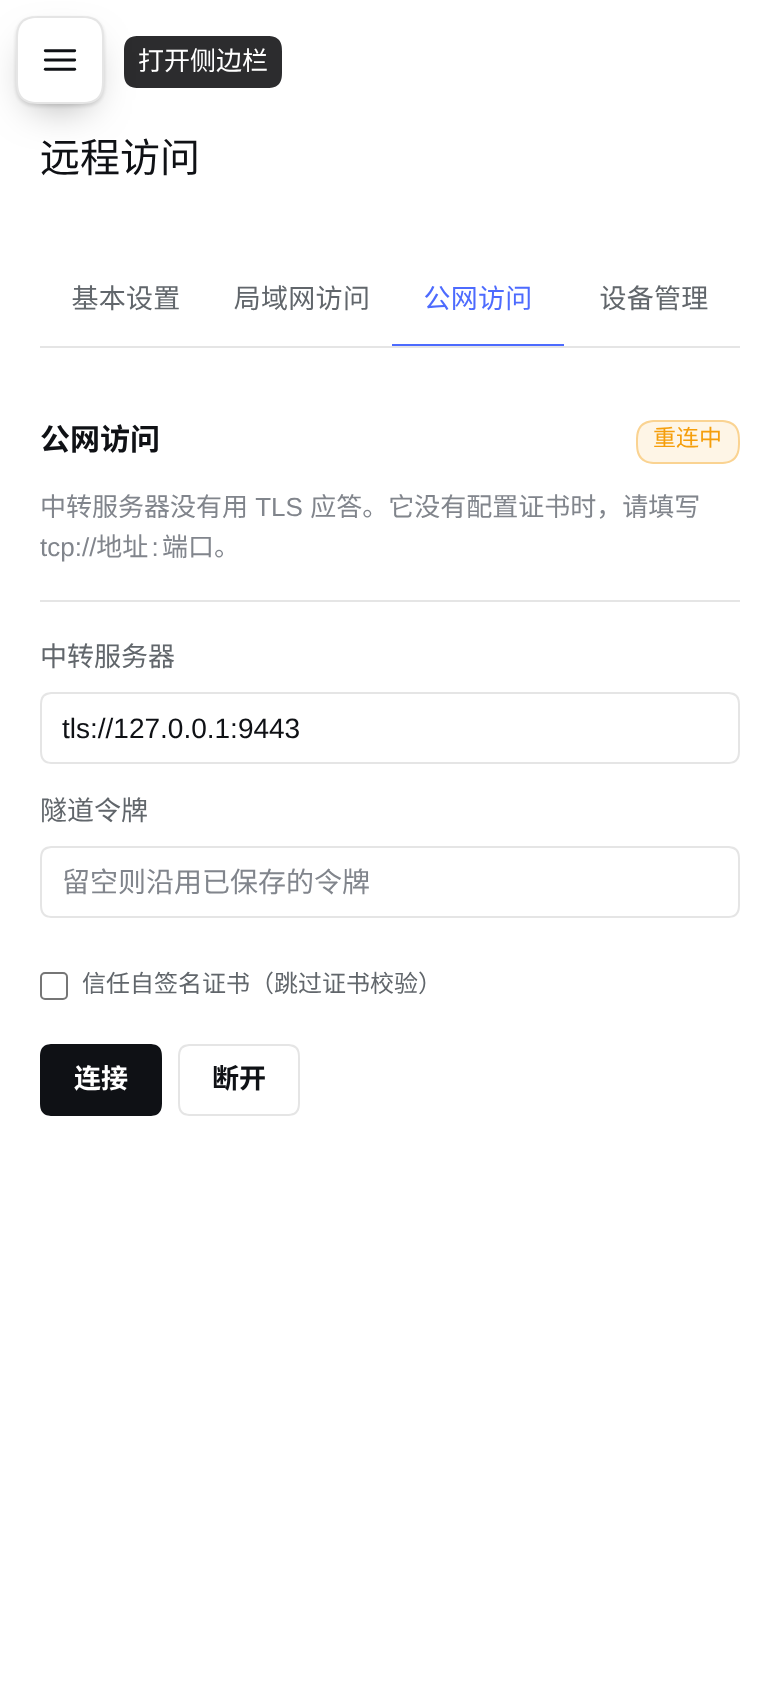 打开侧边栏
远程访问
基本设置 局域网访问 公网访问 设备管理
公网访问 重连中
中转服务器没有用 TLS 应答。它没有配置证书时，请填写
tcp://地址:端口。
中转服务器
tls://127.0.0.1:9443
隧道令牌
留空则沿用已保存的令牌
信任自签名证书（跳过证书校验）
连接 断开